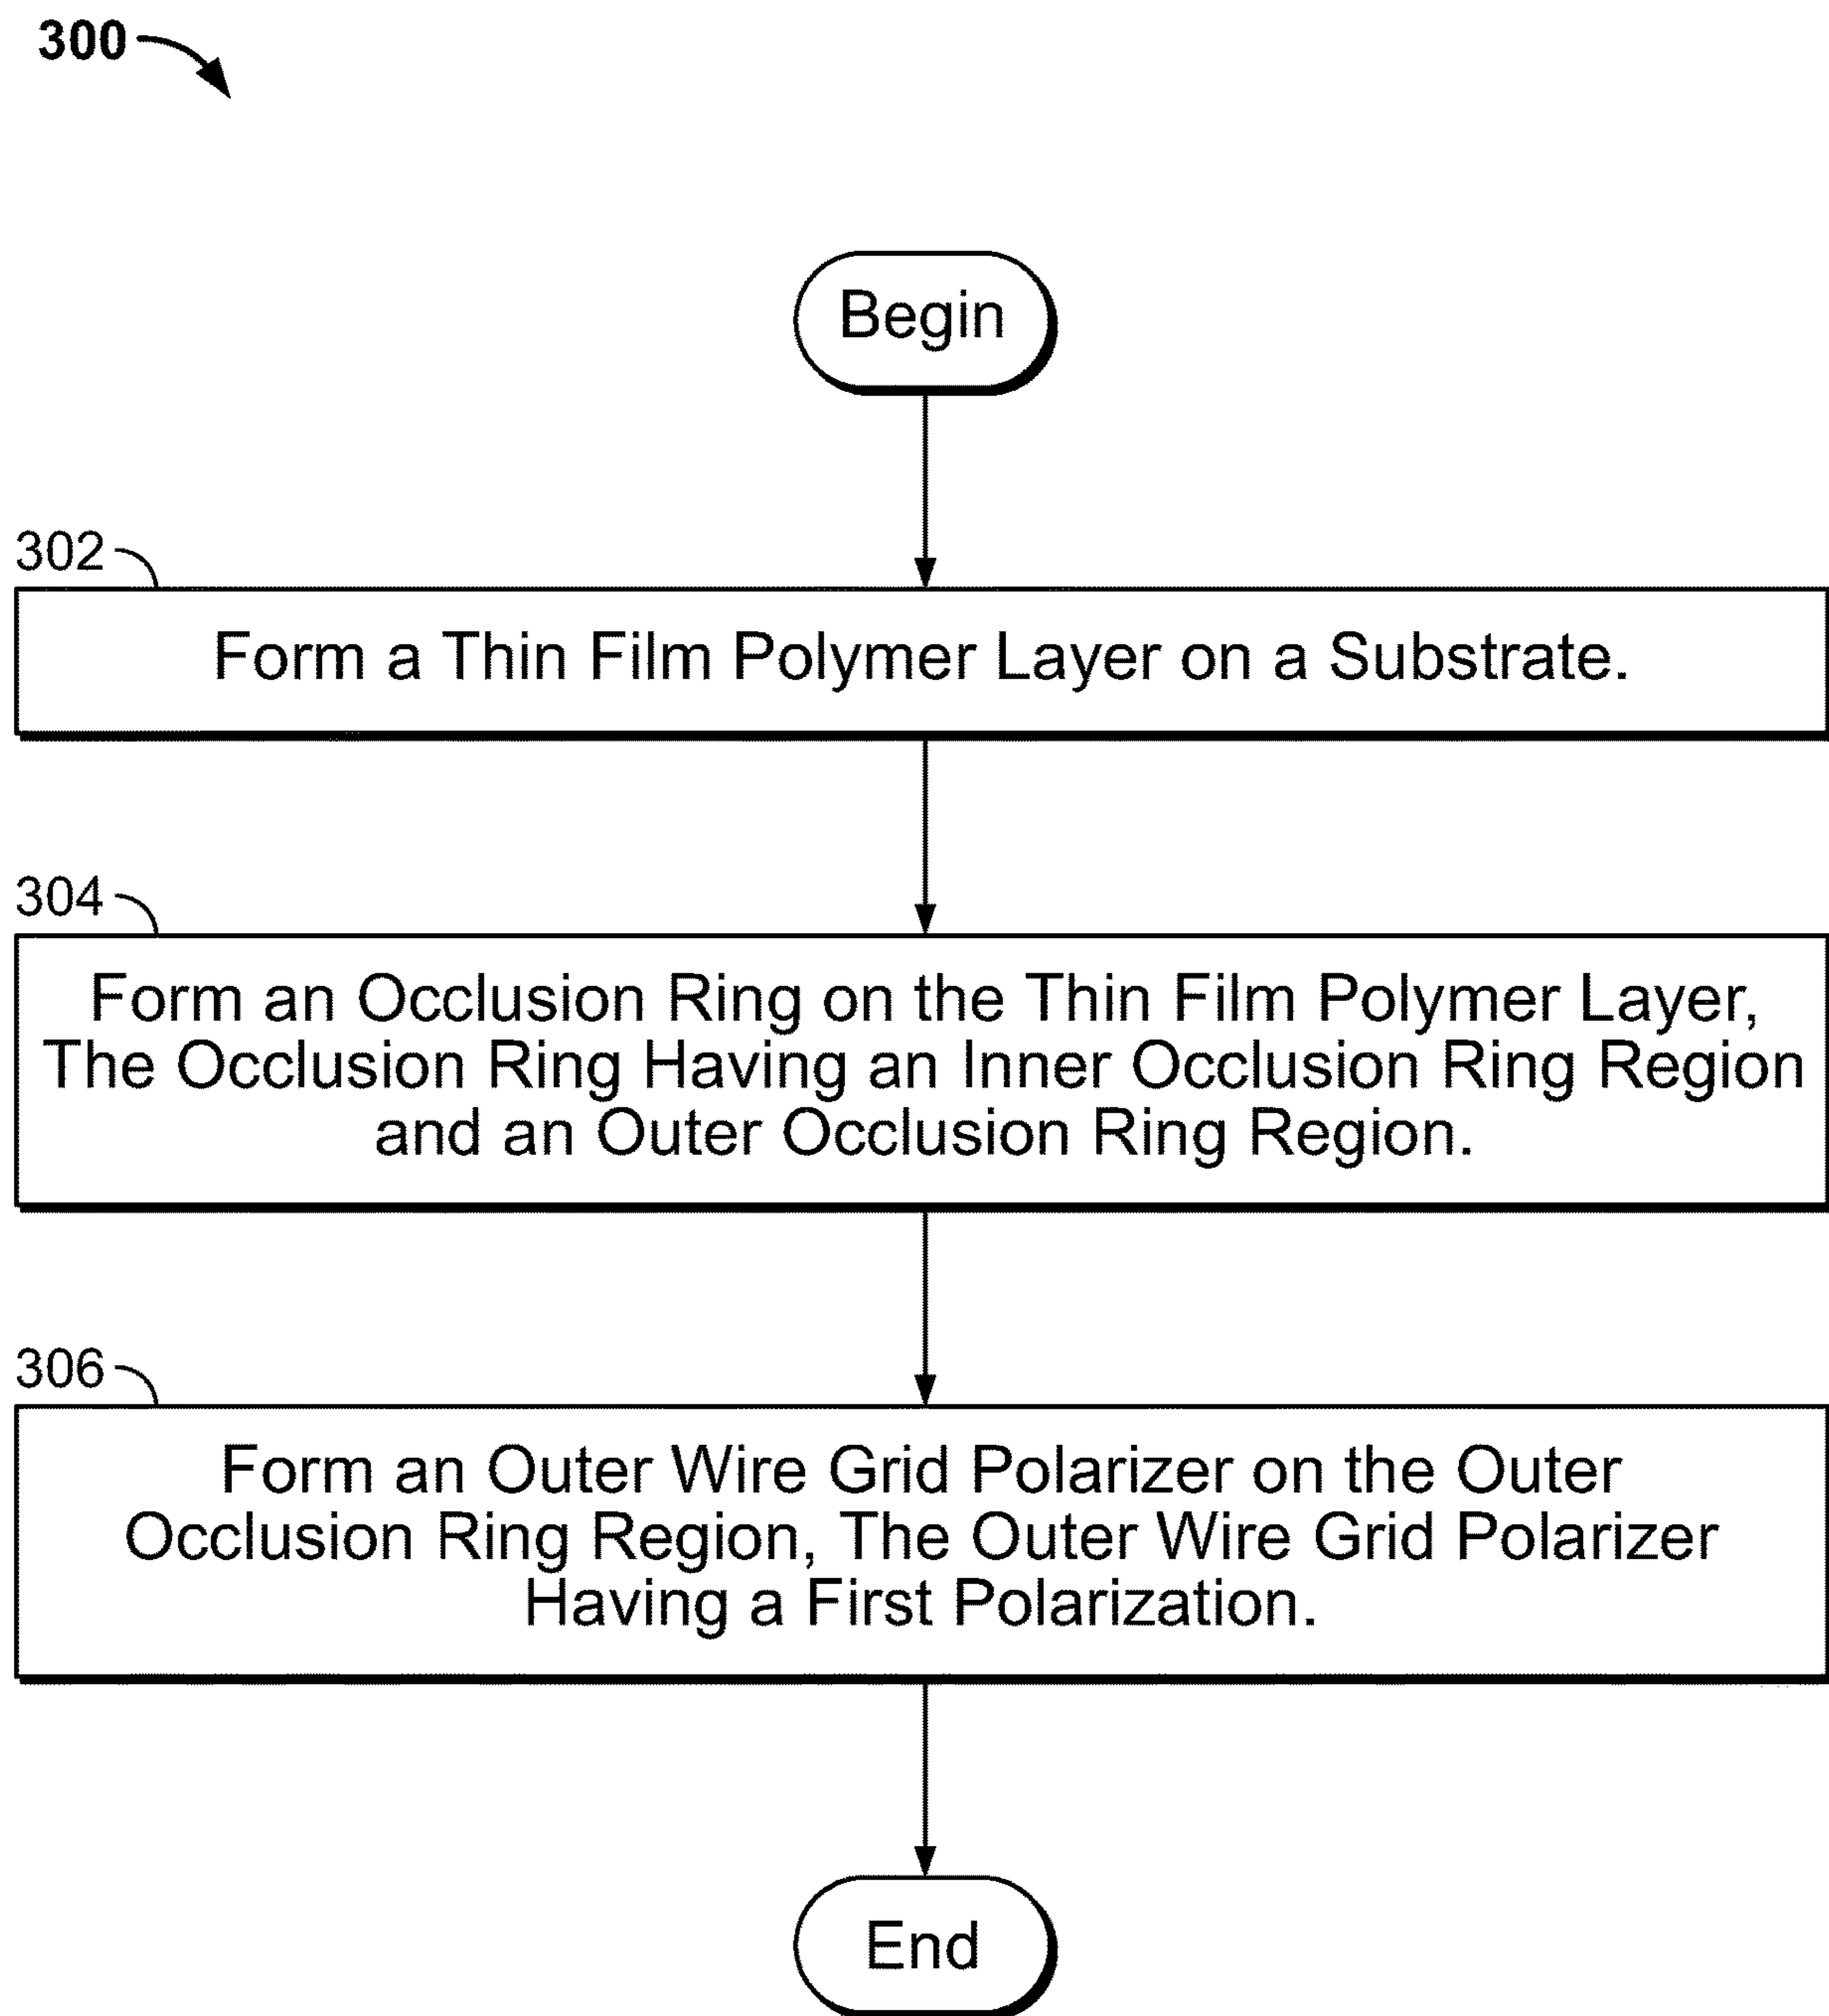 300
Begin
302
Form a Thin Film Polymer Layer on a Substrate.
304
Form an Occlusion Ring on the Thin Film Polymer Layer,
The Occlusion Ring Having an Inner Occlusion Ring Region
and an Outer Occlusion Ring Region.
306
Form an Outer Wire Grid Polarizer on the Outer
Occlusion Ring Region, The Outer Wire Grid Polarizer
Having a First Polarization.
End